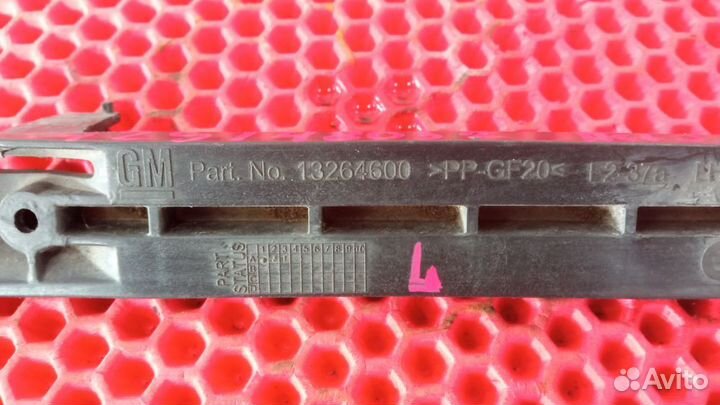 GM Part. No. 13264600 >PP-GF20<
PART STATUS
1 2 3 4 5 6 7 8 9 10
L
Avito